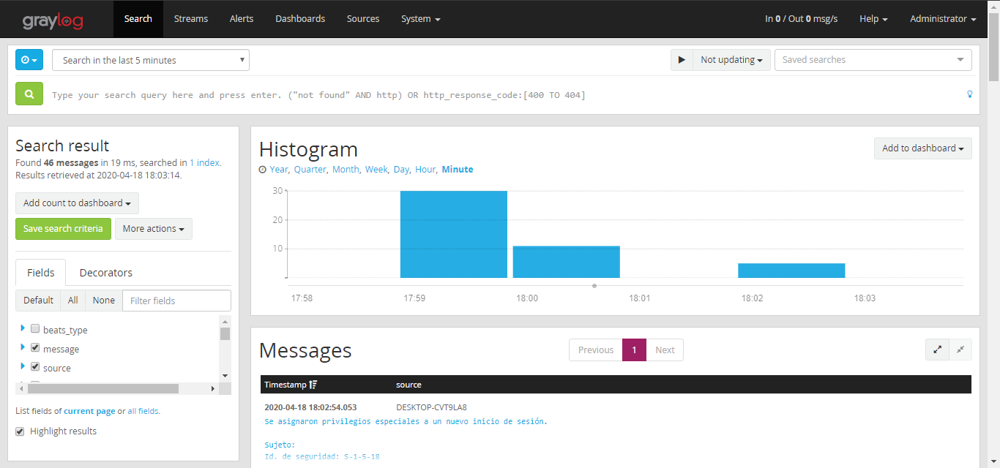 graylog Search Streams Alerts Dashboards Sources System In 0 / Out 0 msg/s Help Administrator
Search in the last 5 minutes Not updating Saved searches
Type your search query here and press enter. ("not found" AND http) OR http_response_code:[400 TO 404]
Search result
Found 46 messages in 19 ms, searched in 1 index.
Results retrieved at 2020-04-18 18:03:14.
Add count to dashboard
Save search criteria More actions
Fields Decorators
Default All None Filter fields
beats_type
message
source
List fields of current page or all fields.
Highlight results
Histogram Add to dashboard
Year, Quarter, Month, Week, Day, Hour, Minute
30
20
10
17:58 17:59 18:00 18:01 18:02 18:03
Messages Previous 1 Next
Timestamp source
2020-04-18 18:02:54.053 DESKTOP-CVT9LA8
Se asignaron privilegios especiales a un nuevo inicio de sesión.
Sujeto:
Id. de seguridad: S-1-5-18